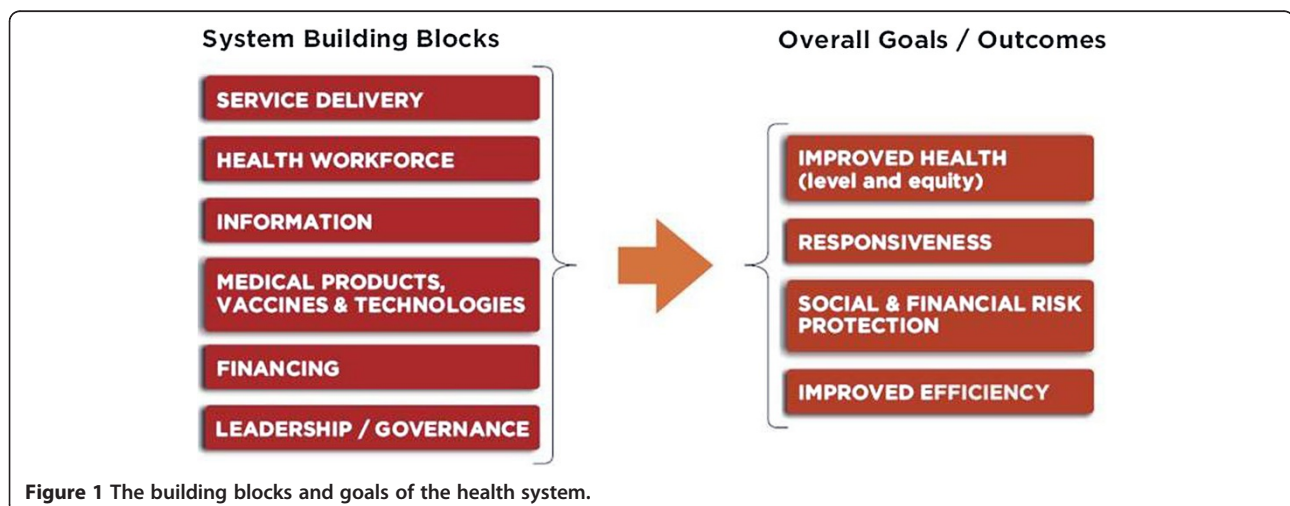 System Building Blocks
SERVICE DELIVERY
HEALTH WORKFORCE
INFORMATION
MEDICAL PRODUCTS,
VACCINES & TECHNOLOGIES
FINANCING
LEADERSHIP / GOVERNANCE
Overall Goals / Outcomes
IMPROVED HEALTH
(level and equity)
RESPONSIVENESS
SOCIAL & FINANCIAL RISK
PROTECTION
IMPROVED EFFICIENCY
Figure 1 The building blocks and goals of the health system.